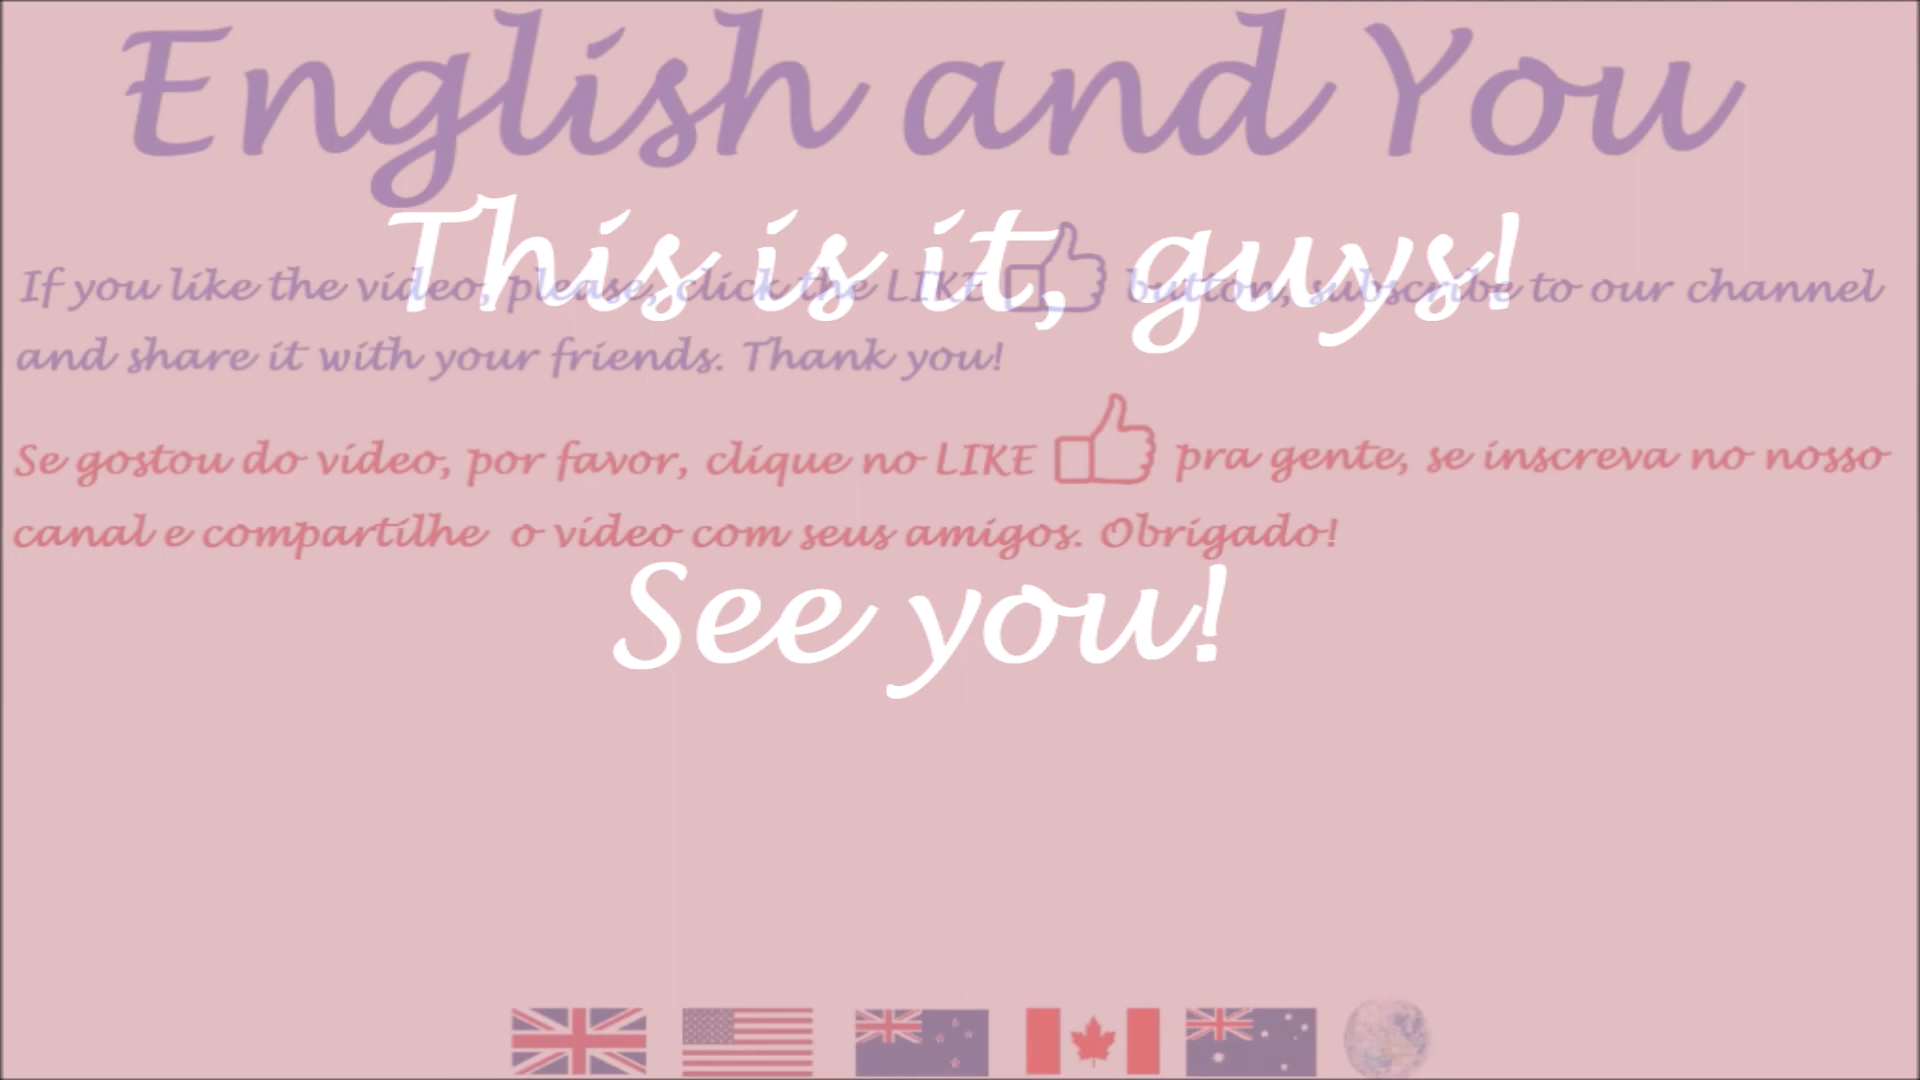 English and You
This is it, guys!
If you like the video, please, click the LIKE button, subscribe to our channel
and share it with your friends. Thank you!
Se gostou do vídeo, por favor, clique no LIKE pra gente, se inscreva no nosso
canal e compartilhe o vídeo com seus amigos. Obrigado!
See you!